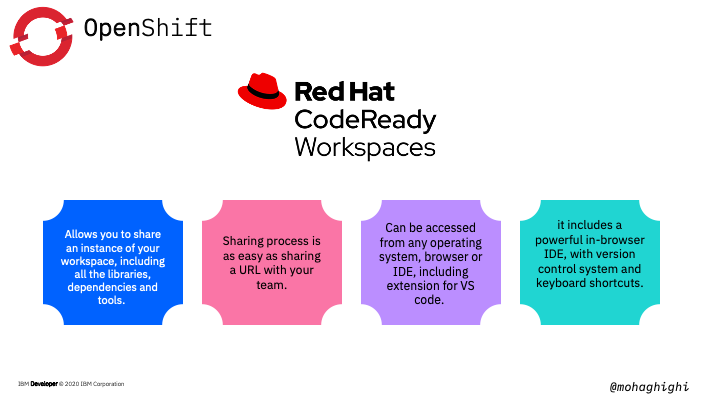 OpenShift
Red Hat
CodeReady
Workspaces
Allows you to share
an instance of your
workspace, including
all the libraries,
dependencies and
tools.
Sharing process is
as easy as sharing
a URL with your
team.
Can be accessed
from any operating
system, browser or
IDE, including
extension for VS
code.
it includes a
powerful in-browser
IDE, with version
control system and
keyboard shortcuts.
IBM Developer © 2020 IBM Corporation
@mohaghighi